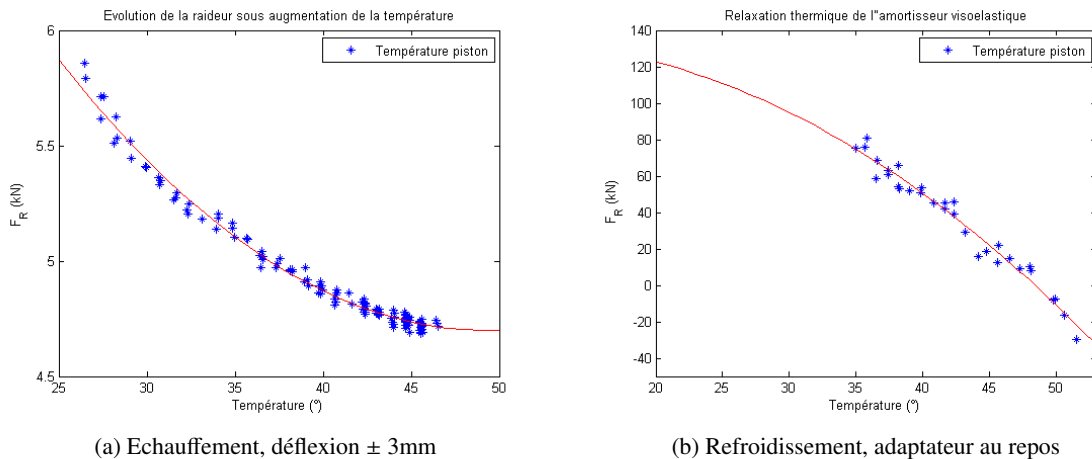 Evolution de la raideur sous augmentation de la température
6
5.5
5
4.5
F_R (kN)
Température piston
25 30 35 40 45 50
Température (°)
(a) Echauffement, déflexion ± 3mm
Relaxation thermique de l"amortisseur visoelastique
140
120
100
80
60
40
20
0
-20
-40
F_R (kN)
Température piston
20 25 30 35 40 45 50
Température (°)
(b) Refroidissement, adaptateur au repos